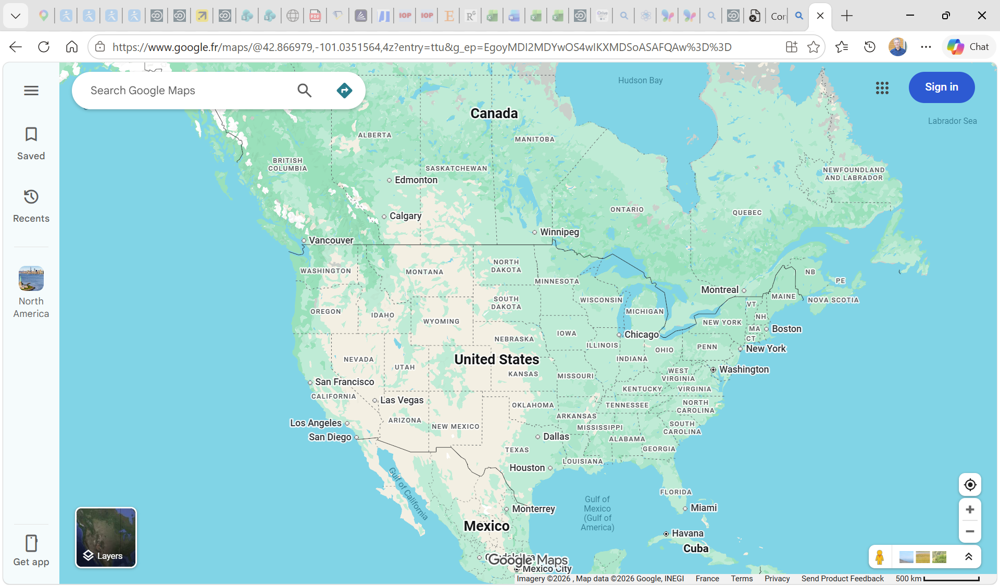 IOP
IOP
Cor
https://www.google.fr/maps/@42.866979,-101.0351564,4z?entry=ttu&g_ep=EgoyMDI2MDYwOS4wIKXMDSoASAFQAw%3D%3D
Chat
Search Google Maps
Sign in
Saved
Recents
North
America
Get app
Layers
Hudson Bay
Labrador Sea
Canada
ALBERTA
MANITOBA
BRITISH
COLUMBIA
SASKATCHEWAN
NEWFOUNDLAND
AND LABRADOR
Edmonton
ONTARIO
QUEBEC
Calgary
Winnipeg
Vancouver
WASHINGTON
MONTANA
NORTH
DAKOTA
MINNESOTA
NB
PE
Montreal
MAINE
NOVA SCOTIA
SOUTH
DAKOTA
WISCONSIN
MICHIGAN
VT
NH
OREGON
IDAHO
WYOMING
NEW YORK
MA
Boston
CT
IOWA
Chicago
NEBRASKA
ILLINOIS
OHIO
PENN
New York
United States
NEVADA
UTAH
INDIANA
KANSAS
MISSOURI
WEST
VIRGINIA
Washington
San Francisco
CALIFORNIA
KENTUCKY
VIRGINIA
Las Vegas
OKLAHOMA
TENNESSEE
NORTH
CAROLINA
ARIZONA
NEW MEXICO
ARKANSAS
MISSISSIPPI
SOUTH
CAROLINA
Los Angeles
San Diego
Dallas
ALABAMA
TEXAS
GEORGIA
LOUISIANA
Houston
Gulf of California
FLORIDA
Gulf of
Mexico
(Gulf of
America)
Miami
Monterrey
Mexico
Havana
Cuba
Google Maps
Mexico City
Imagery ©2026 , Map data ©2026 Google, INEGI
France
Terms
Privacy
Send Product Feedback
500 km